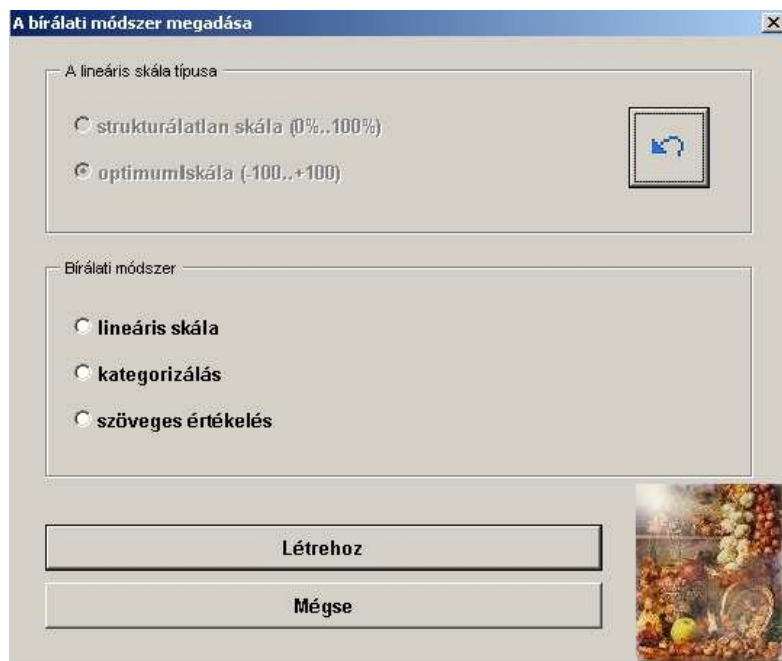 A bírálati módszer megadása
A lineáris skála típusa
strukturálatlan skála (0%..100%)
optimumlskála (-100..+100)
Bírálati módszer
lineáris skála
kategorizálás
szöveges értékelés
Létrehoz
Mégse